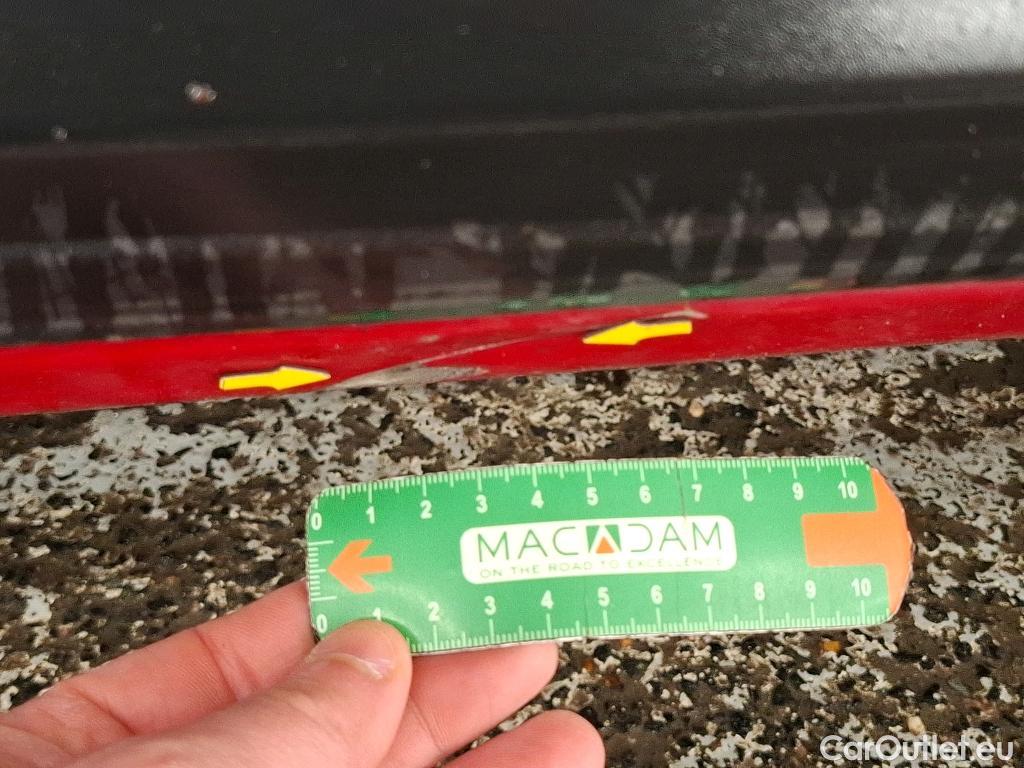 0 1 2 3 4 5 6 7 8 9 10
MACADAM
ON THE ROAD TO EXCELLENCE
0 1 2 3 4 5 6 7 8 9 10
CarOutlet.eu